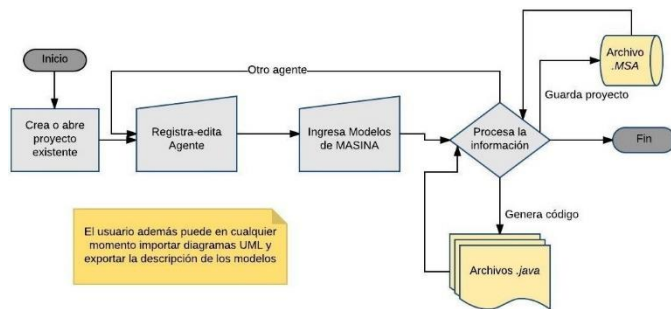 Inicio
Crea o abre
proyecto
existente
Otro agente
Registra-edita
Agente
Ingresa Modelos
de MASINA
Procesa la
información
Archivo
.MSA
Guarda proyecto
Fin
Genera código
Archivos .java
El usuario además puede en cualquier
momento importar diagramas UML y
exportar la descripción de los modelos